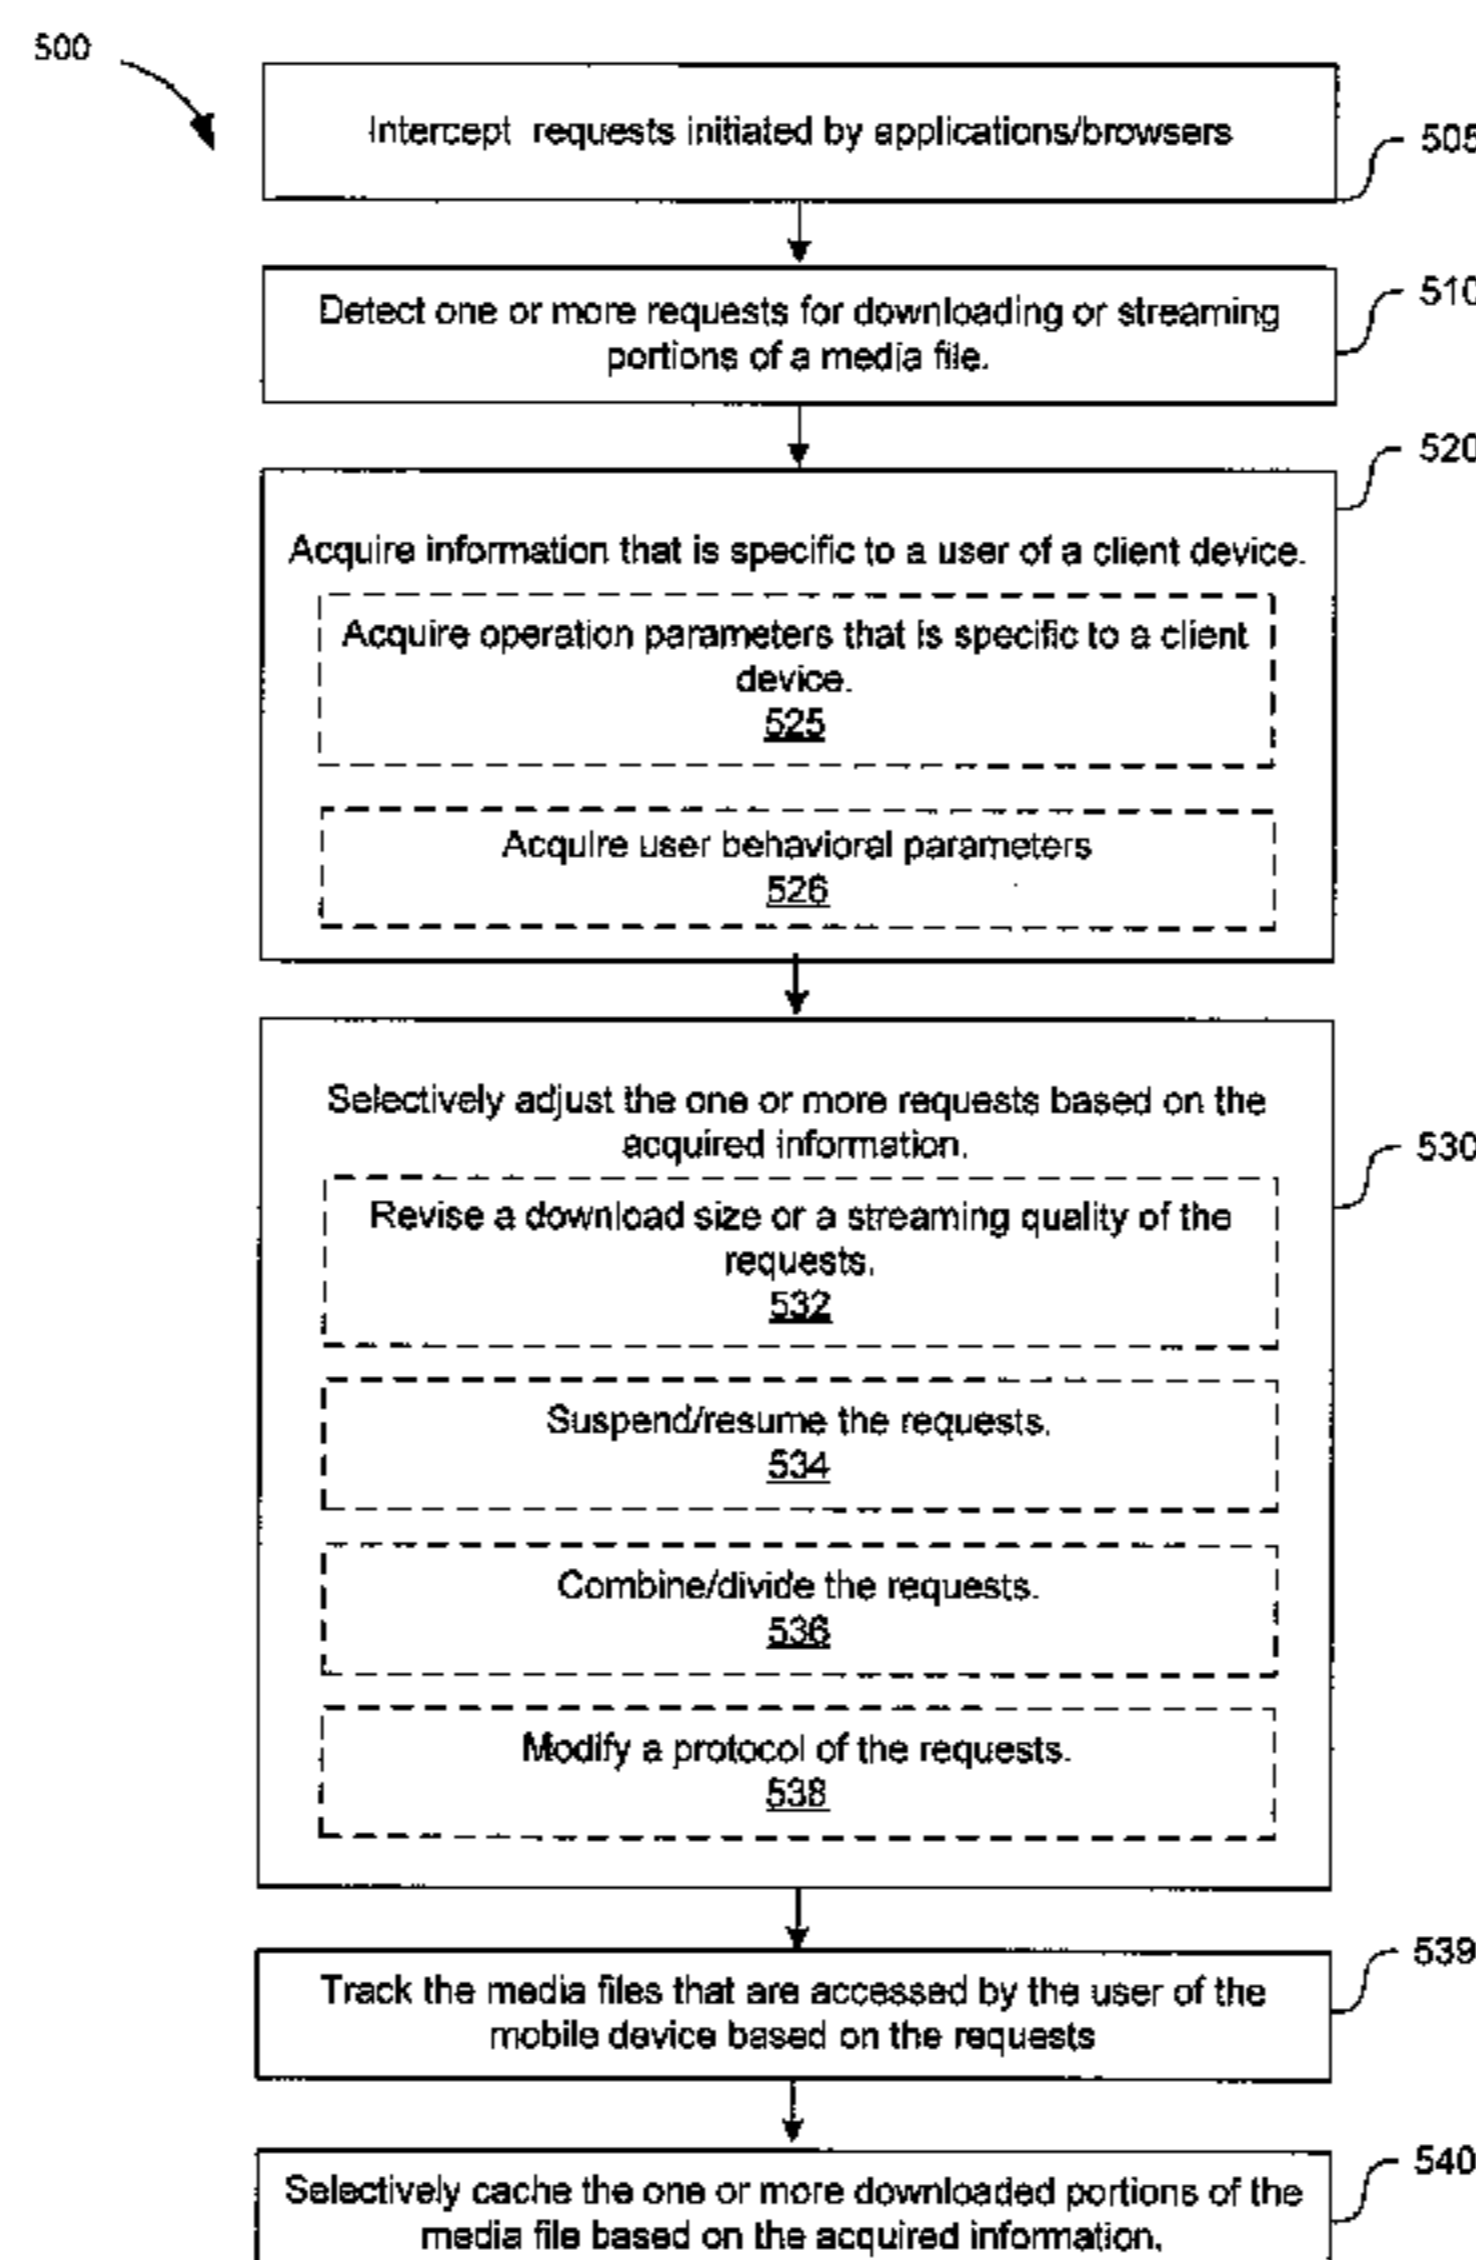 500
Intercept requests initiated by applications/browsers
505
Detect one or more requests for downloading or streaming
portions of a media file.
510
520
Acquire information that is specific to a user of a client device.
Acquire operation parameters that is specific to a client
device.
525
Acquire user behavioral parameters
526
Selectively adjust the one or more requests based on the
acquired information.
530
Revise a download size or a streaming quality of the
requests.
532
Suspend/resume the requests.
534
Combine/divide the requests.
536
Modify a protocol of the requests.
538
539
Track the media files that are accessed by the user of the
mobile device based on the requests
540
Selectively cache the one or more downloaded portions of the
media file based on the acquired information.